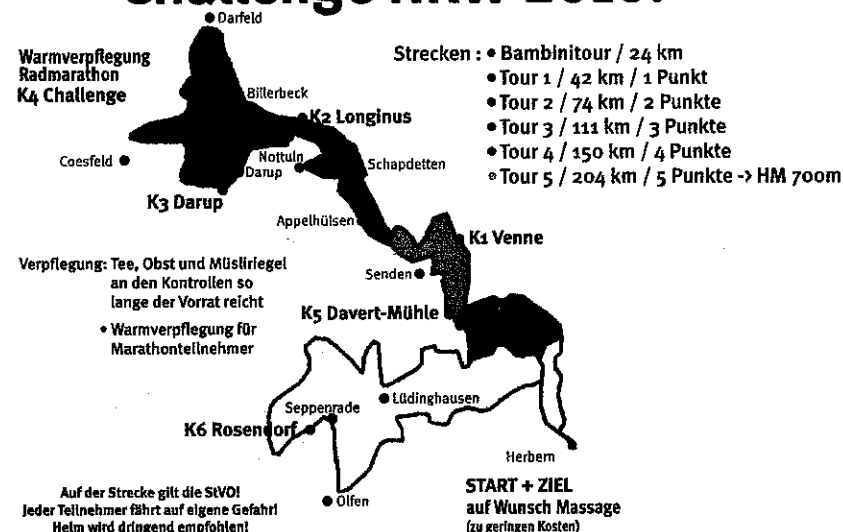 Challenge NRW 2010!
Darfeld
Warmverpflegung
Radmarathon
K4 Challenge
Strecken : • Bambinitour / 24 km
• Tour 1 / 42 km / 1 Punkt
• Tour 2 / 74 km / 2 Punkte
• Tour 3 / 111 km / 3 Punkte
• Tour 4 / 150 km / 4 Punkte
• Tour 5 / 204 km / 5 Punkte -> HM 700m
Billerbeck
K2 Longinus
Coesfeld
Nottuln
Darup
Schapdetten
K3 Darup
Appelhülsen
K1 Venne
Verpflegung: Tee, Obst und Müsliriegel
an den Kontrollen so
lange der Vorrat reicht
Senden
K5 Davert-Mühle
• Warmverpflegung für
Marathonteilnehmer
Lüdinghausen
Seppenrade
K6 Rosendorf
Herbern
Auf der Strecke gilt die StVO!
Jeder Teilnehmer fährt auf eigene Gefahr!
Helm wird dringend empfohlen!
Olfen
START + ZIEL
auf Wunsch Massage
(zu geringen Kosten)